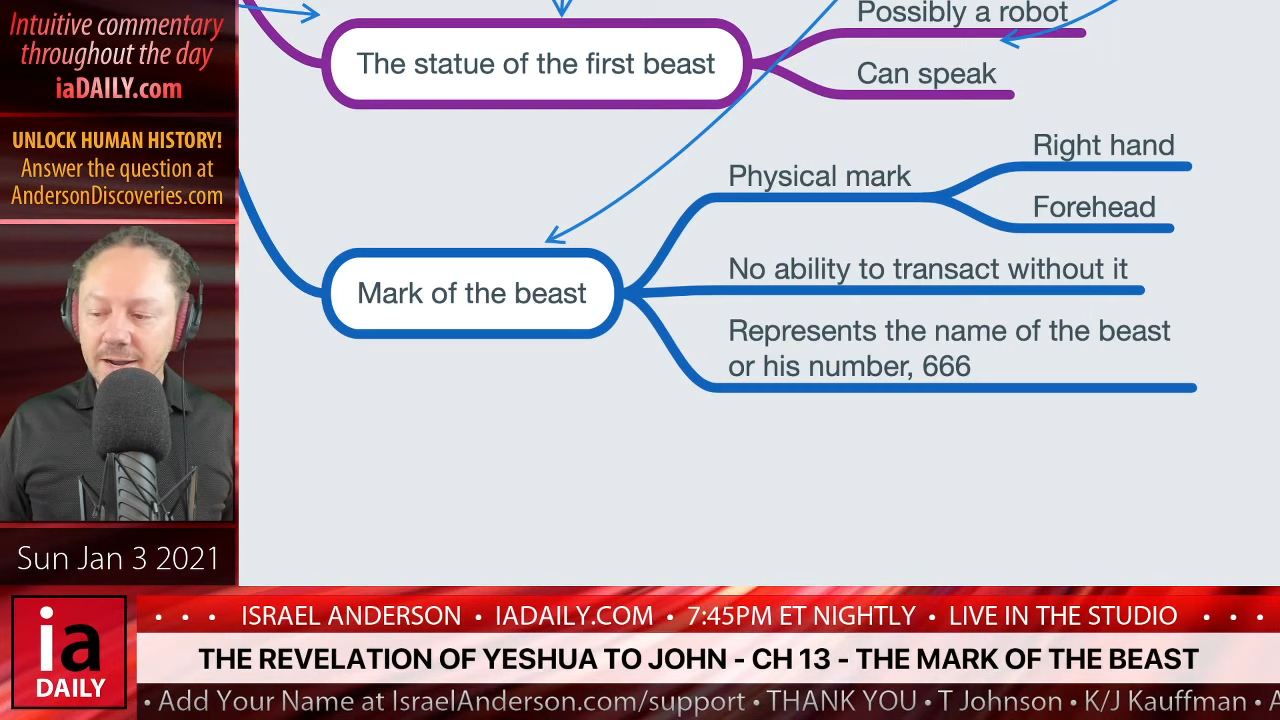 Intuitive commentary
throughout the day
iaDAILY.com
UNLOCK HUMAN HISTORY!
Answer the question at
AndersonDiscoveries.com
Possibly a robot
The statue of the first beast
Can speak
Right hand
Physical mark
Forehead
No ability to transact without it
Mark of the beast
Represents the name of the beast
or his number, 666
Sun Jan 3 2021
ia
DAILY
• • • ISRAEL ANDERSON • IADAILY.COM • 7:45PM ET NIGHTLY • LIVE IN THE STUDIO • • •
THE REVELATION OF YESHUA TO JOHN - CH 13 - THE MARK OF THE BEAST
• Add Your Name at IsraelAnderson.com/support • THANK YOU • T Johnson • K/J Kauffman •